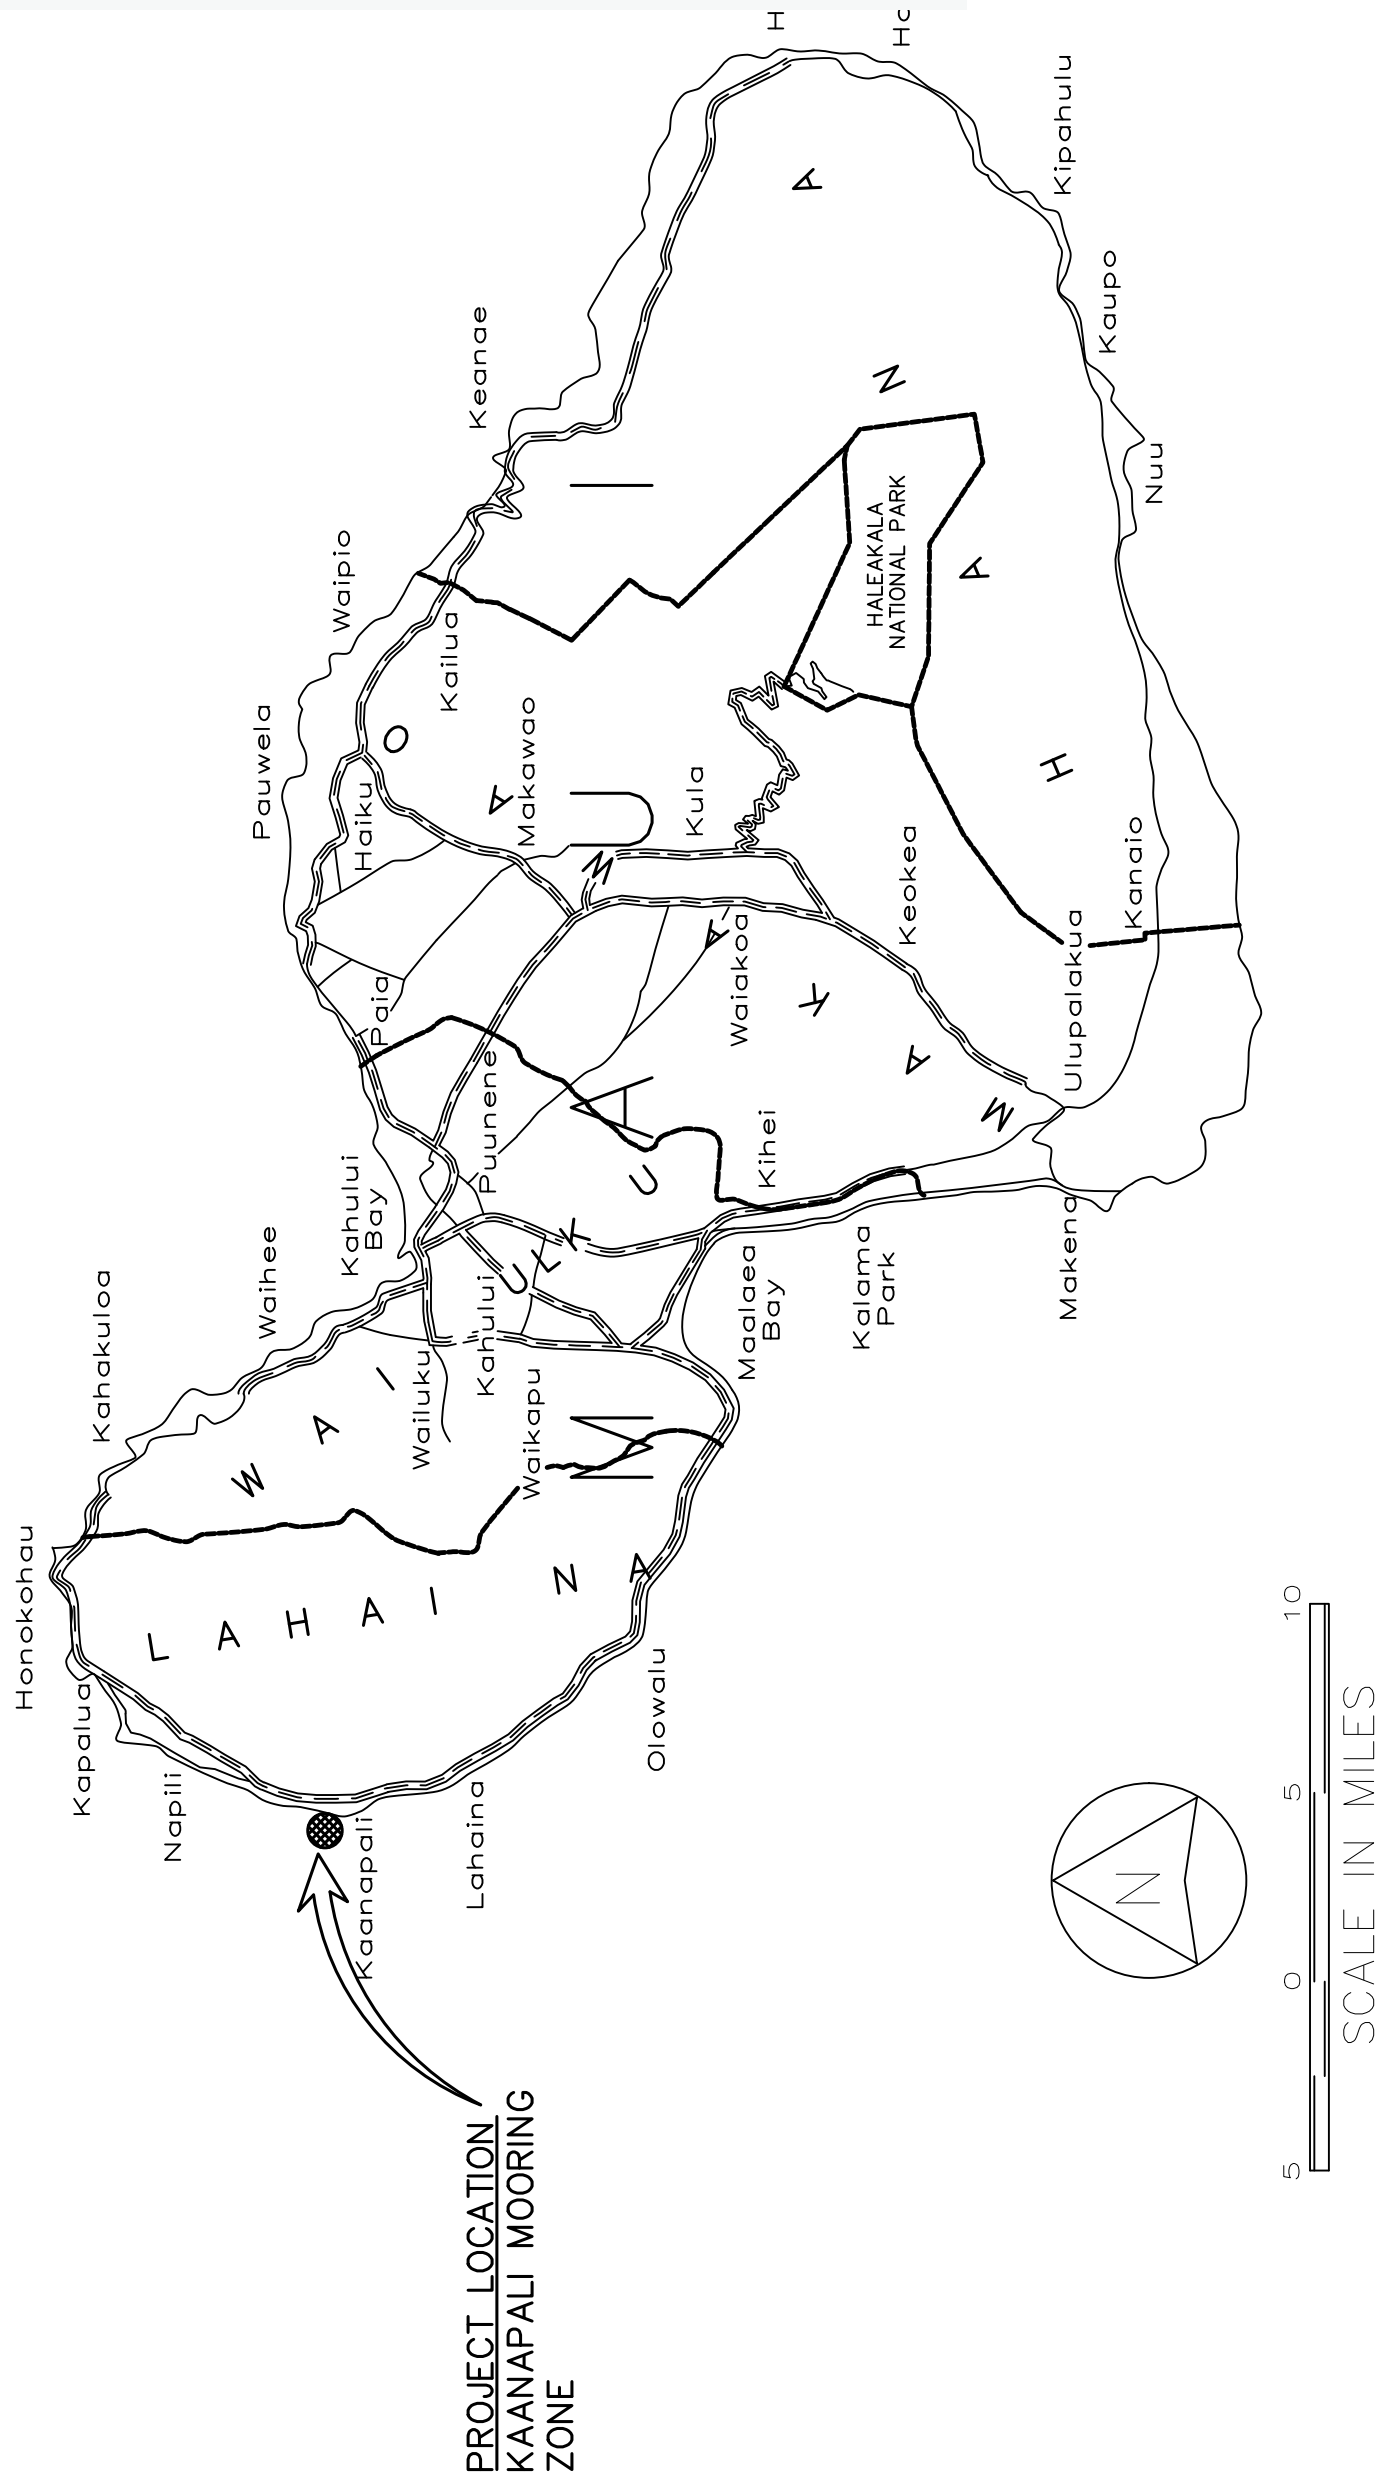 Honokohau
Kapalua
Napili
Kahakuloa
Waihee
Kahului
Bay
Kaanapali
Lahaina
Olowalu
Wailuku
Kahului
Waikapu
Puunene
Paia
Pauwela
Haiku
Waipio
Kailua
Makawao
Keanae
Kula
Waiakoa
Keokea
Kihei
Maalaea
Bay
Kalama
Park
Makena
Ulupalakua
Kanaio
Nuu
Kaupo
Kipahulu
HALEAKALA
NATIONAL PARK
MAUI
LAHAINA
WAILUKU
MAKAWAO
HANA
PROJECT LOCATION
KAANAPALI MOORING
ZONE
N
5 0 5 10
SCALE IN MILES